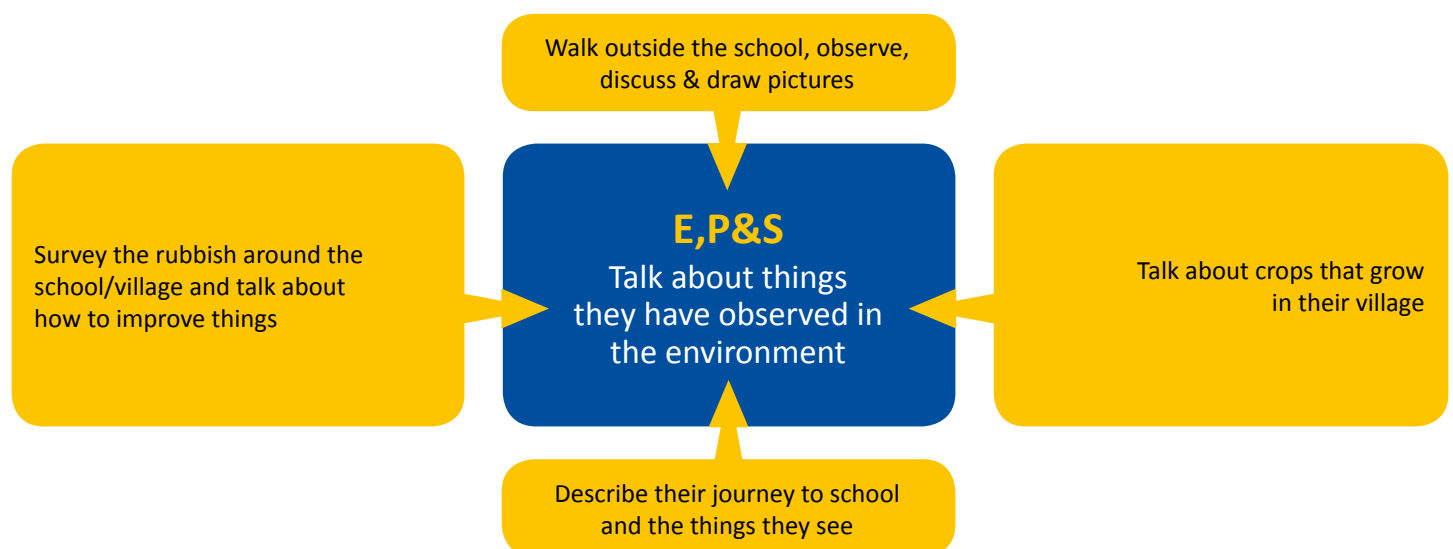 Walk outside the school, observe,
discuss & draw pictures
Survey the rubbish around the
school/village and talk about
how to improve things
E,P&S
Talk about things
they have observed in
the environment
Talk about crops that grow
in their village
Describe their journey to school
and the things they see